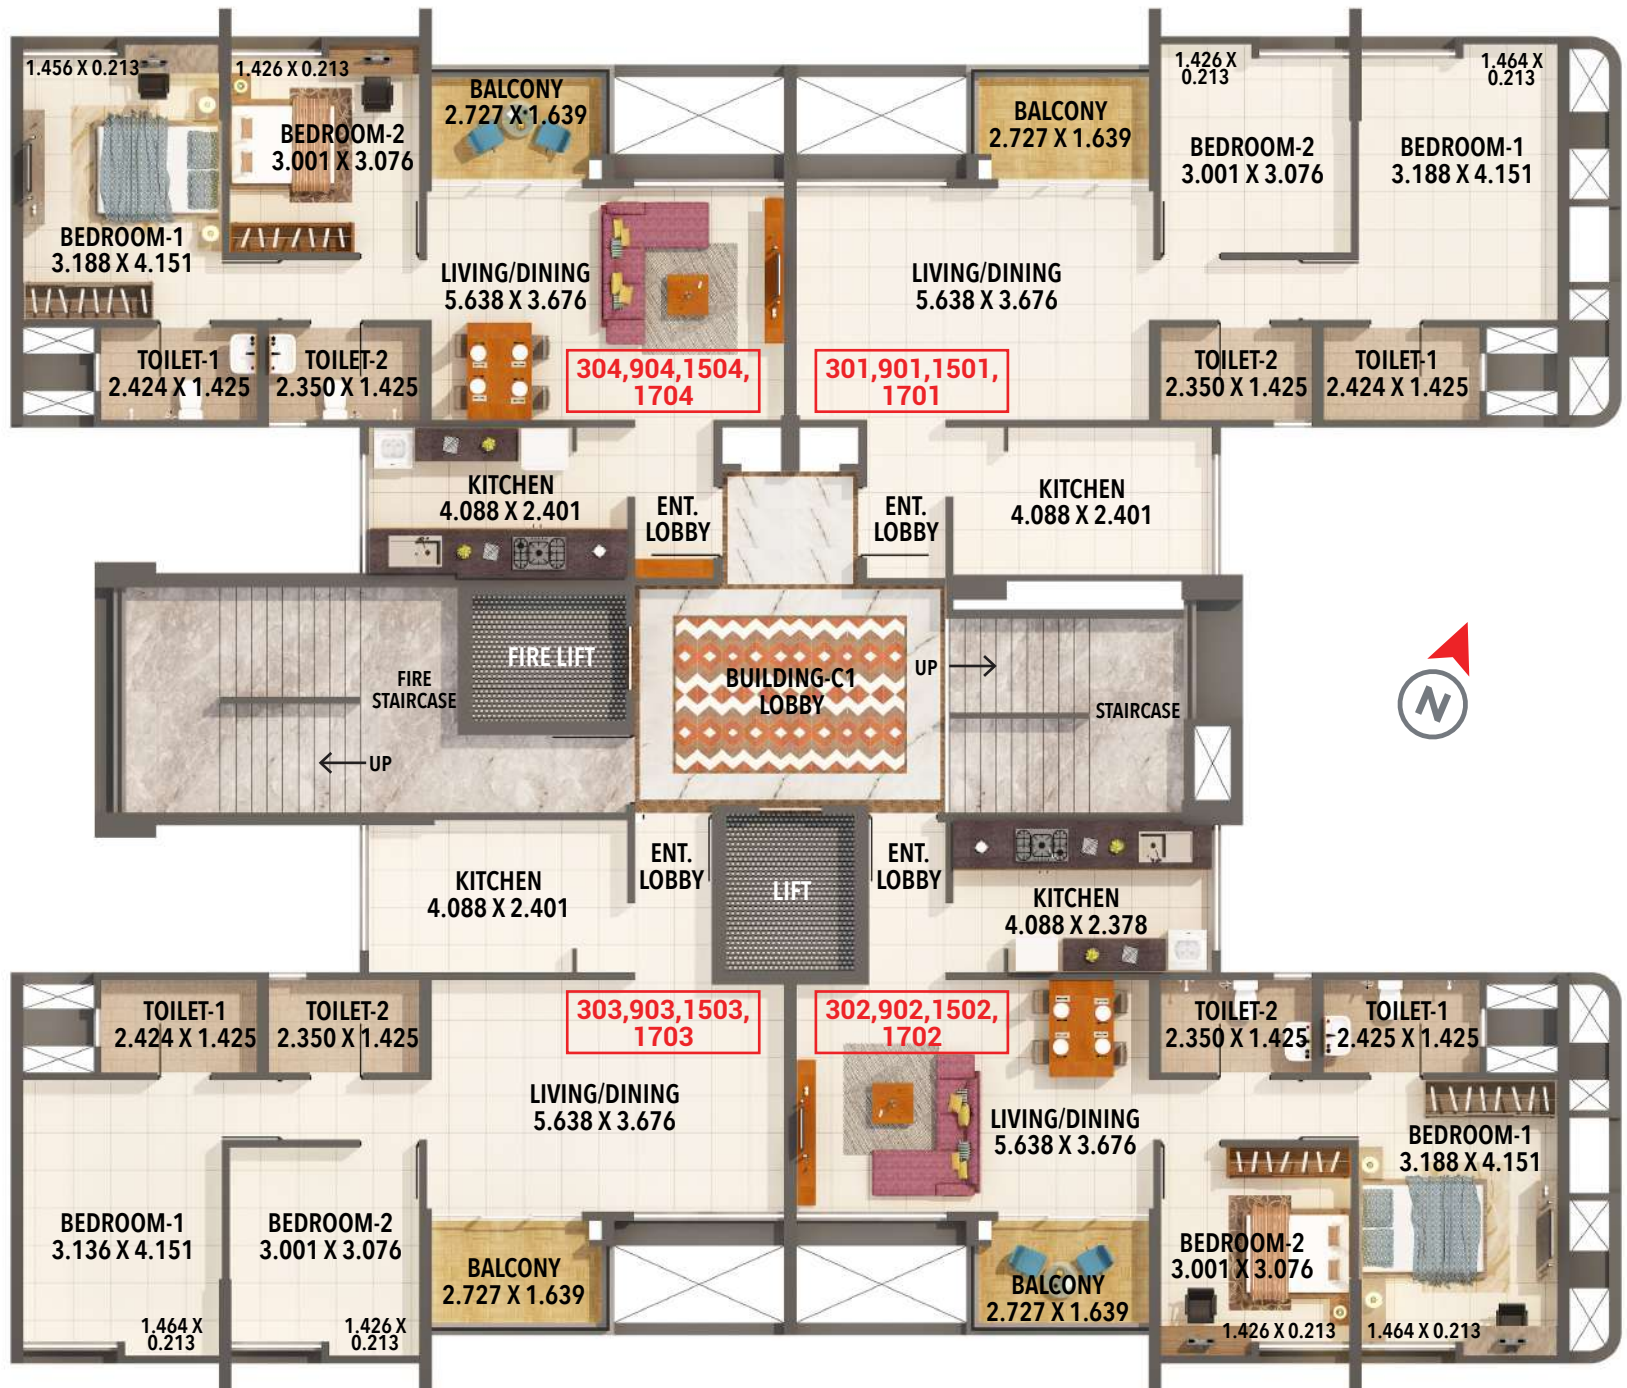 1.456 X 0.213
1.426 X 0.213
BEDROOM-2
3.001 X 3.076
BEDROOM-1
3.188 X 4.151
BALCONY
2.727 X 1.639
LIVING/DINING
5.638 X 3.676
304,904,1504,
1704
TOILET-1
2.424 X 1.425
TOILET-2
2.350 X 1.425
KITCHEN
4.088 X 2.401
ENT.
LOBBY
BALCONY
2.727 X 1.639
1.426 X
0.213
1.464 X
0.213
BEDROOM-2
3.001 X 3.076
BEDROOM-1
3.188 X 4.151
LIVING/DINING
5.638 X 3.676
301,901,1501,
1701
TOILET-2
2.350 X 1.425
TOILET-1
2.424 X 1.425
ENT.
LOBBY
KITCHEN
4.088 X 2.401
FIRE LIFT
FIRE
STAIRCASE
UP
BUILDING-C1
LOBBY
UP
STAIRCASE
N
KITCHEN
4.088 X 2.401
ENT.
LOBBY
LIFT
ENT.
LOBBY
KITCHEN
4.088 X 2.378
TOILET-1
2.424 X 1.425
TOILET-2
2.350 X 1.425
303,903,1503,
1703
LIVING/DINING
5.638 X 3.676
BEDROOM-1
3.136 X 4.151
BEDROOM-2
3.001 X 3.076
BALCONY
2.727 X 1.639
1.464 X
0.213
1.426 X
0.213
302,902,1502,
1702
TOILET-2
2.350 X 1.425
TOILET-1
2.425 X 1.425
LIVING/DINING
5.638 X 3.676
BEDROOM-1
3.188 X 4.151
BEDROOM-2
3.001 X 3.076
BALCONY
2.727 X 1.639
1.426 X 0.213
1.464 X 0.213